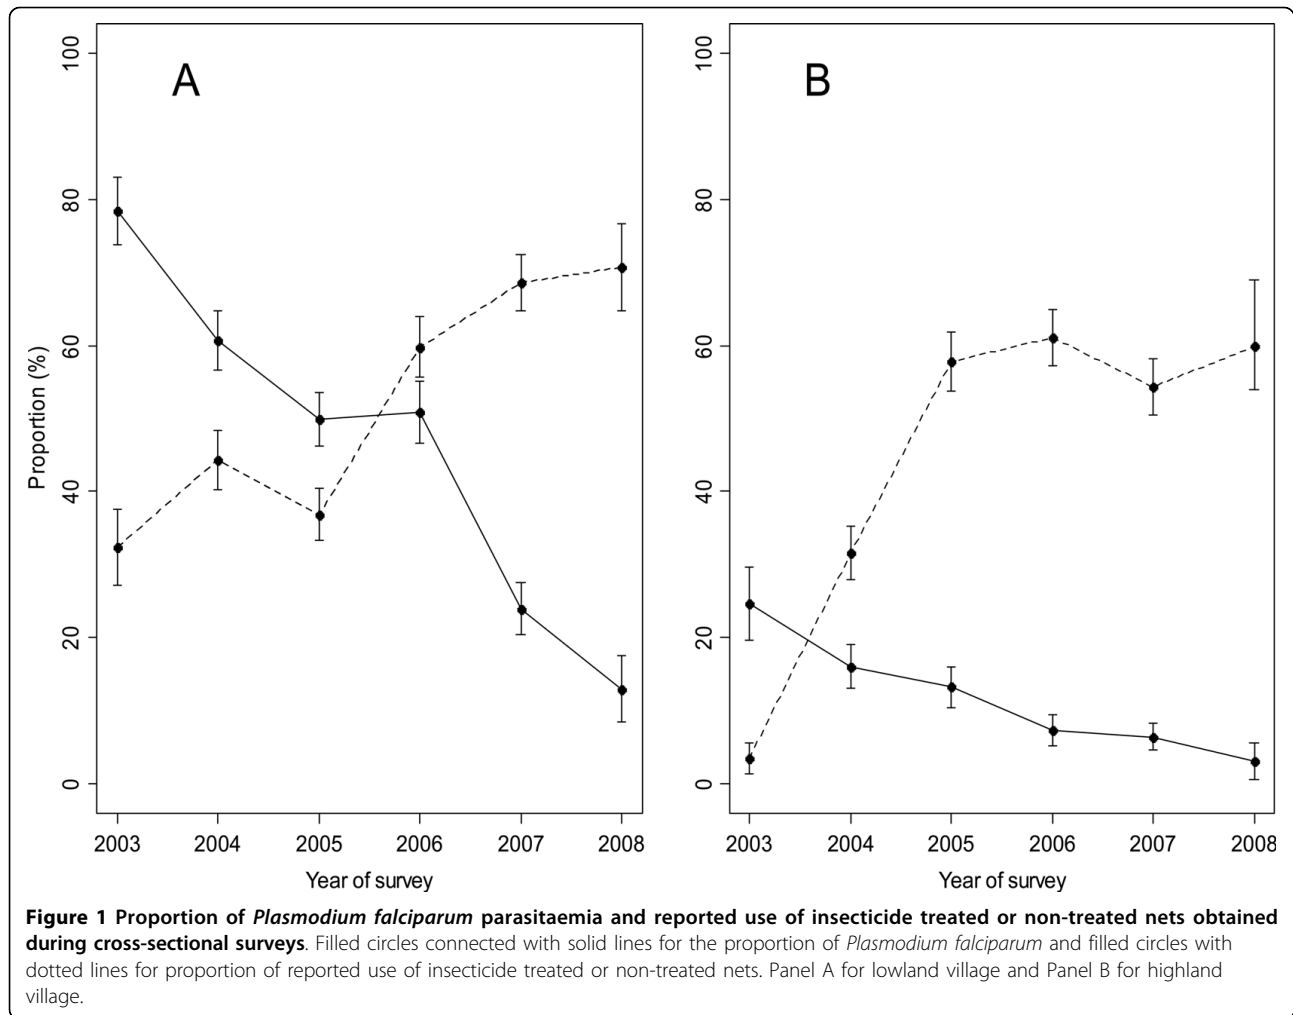 A
B
100
80
60
40
20
0
Proportion (%)
2003 2004 2005 2006 2007 2008
Year of survey
100
80
60
40
20
0
2003 2004 2005 2006 2007 2008
Year of survey
Figure 1 Proportion of Plasmodium falciparum parasitaemia and reported use of insecticide treated or non-treated nets obtained
during cross-sectional surveys. Filled circles connected with solid lines for the proportion of Plasmodium falciparum and filled circles with
dotted lines for proportion of reported use of insecticide treated or non-treated nets. Panel A for lowland village and Panel B for highland
village.